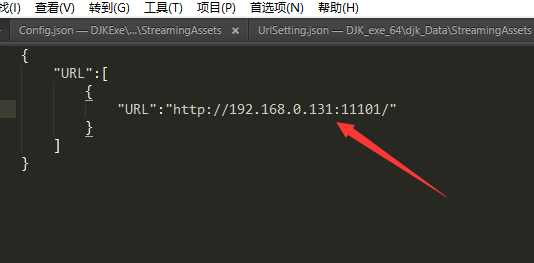 找(I) 查看(V) 转到(G) 工具(T) 项目(P) 首选项(N) 帮助(H)
Config.json — DJKExe\...\StreamingAssets × UrlSetting.json — DJK_exe_64\djk_Data\StreamingAssets
{
"URL":[
{
"URL":"http://192.168.0.131:11101/"
}
]
}